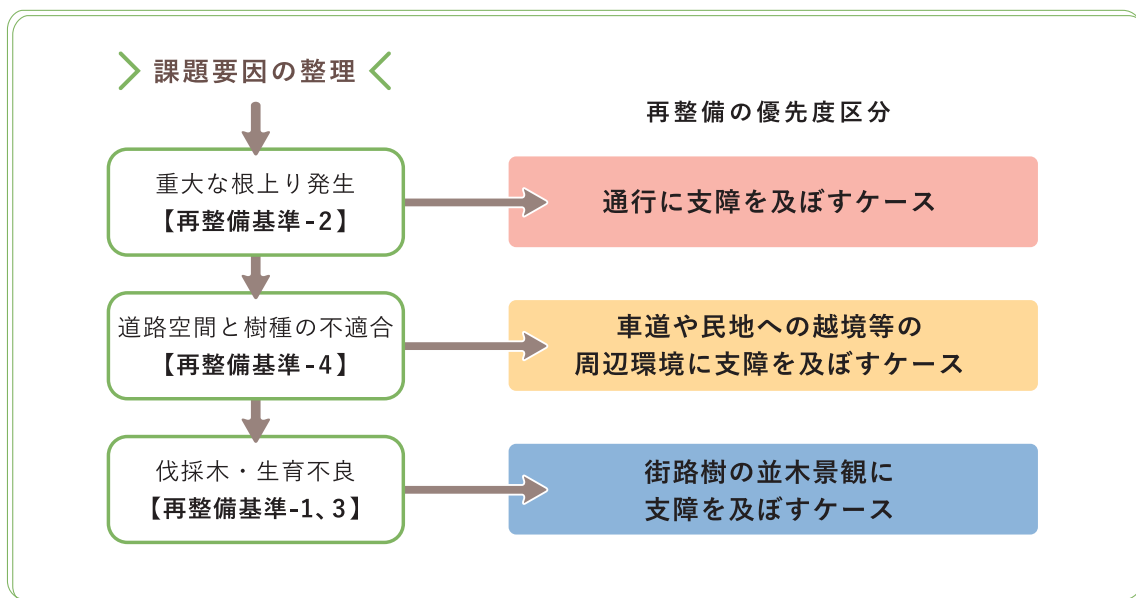 課題要因の整理
再整備の優先度区分
重大な根上り発生
【再整備基準-2】
通行に支障を及ぼすケース
道路空間と樹種の不適合
【再整備基準-4】
車道や民地への越境等の
周辺環境に支障を及ぼすケース
伐採木・生育不良
【再整備基準-1、3】
街路樹の並木景観に
支障を及ぼすケース